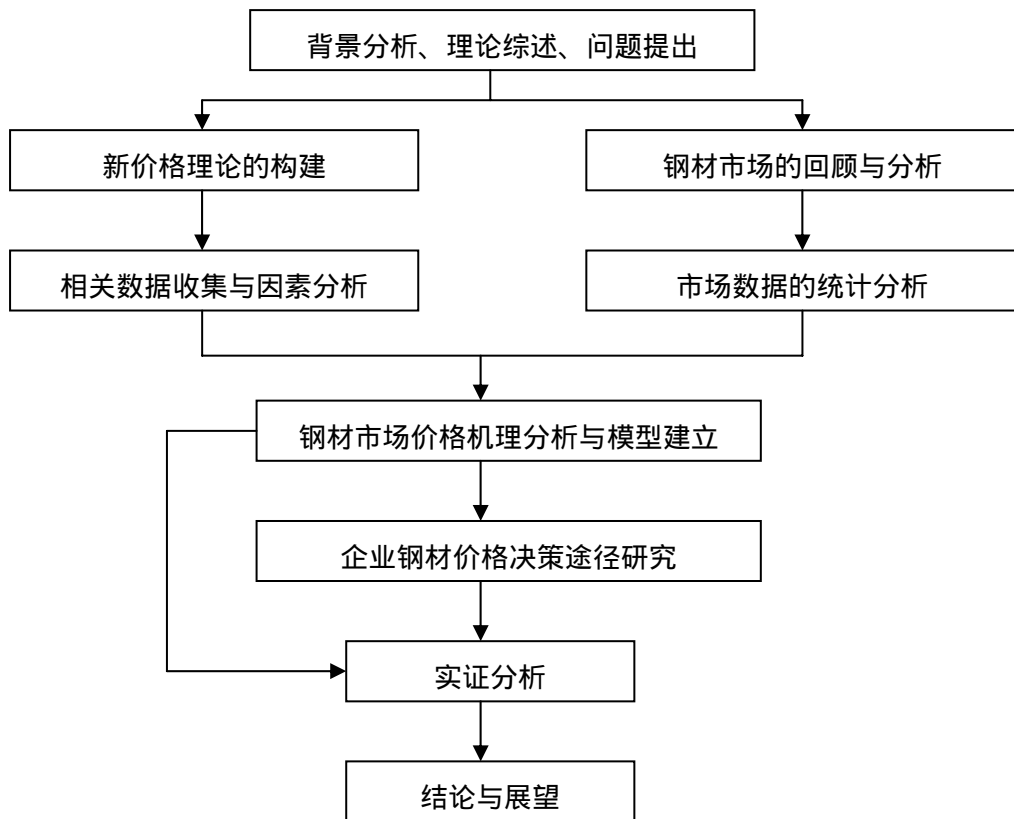 背景分析、理论综述、问题提出
新价格理论的构建
钢材市场的回顾与分析
相关数据收集与因素分析
市场数据的统计分析
钢材市场价格机理分析与模型建立
企业钢材价格决策途径研究
实证分析
结论与展望